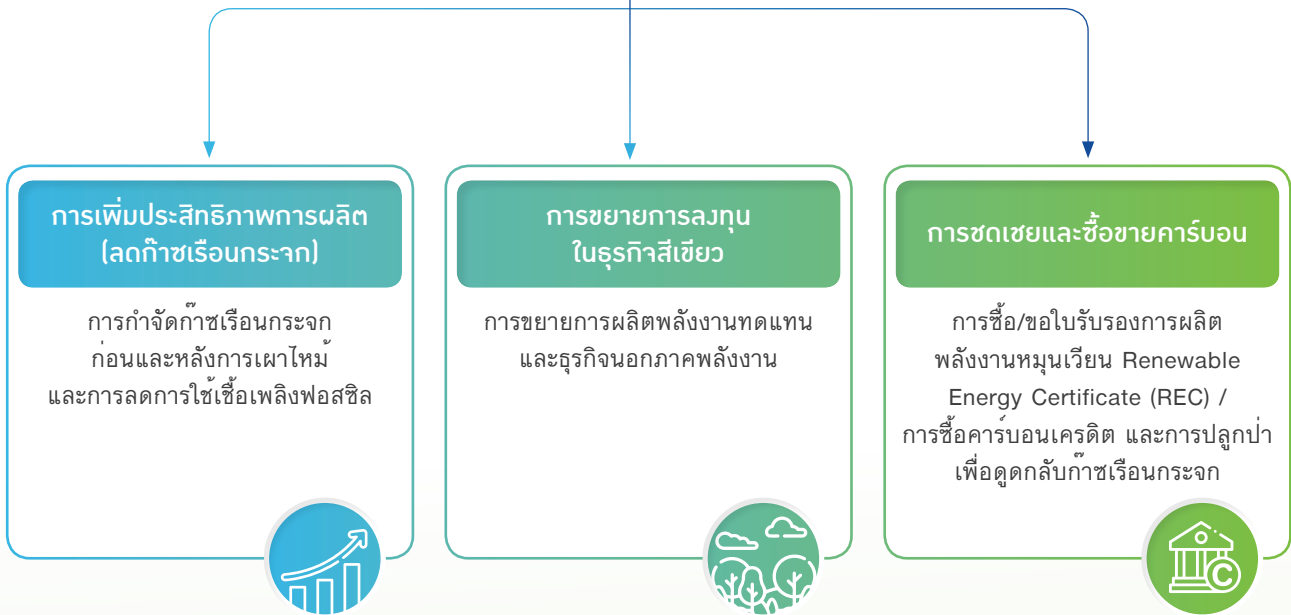 การเพิ่มประสิทธิภาพการผลิต
(ลดก๊าซเรือนกระจก)
การกำจัดก๊าซเรือนกระจก
ก่อนและหลังการเผาไหม้
และการลดการใช้เชื้อเพลิงฟอสซิล
การขยายการลงทุน
ในธุรกิจสีเขียว
การขยายการผลิตพลังงานทดแทน
และธุรกิจนอกภาคพลังงาน
การชดเชยและซื้อขายคาร์บอน
การซื้อ/ขอใบรับรองการผลิต
พลังงานหมุนเวียน Renewable
Energy Certificate (REC) /
การซื้อคาร์บอนเครดิต และการปลูกป่า
เพื่อดูดกลับก๊าซเรือนกระจก
C